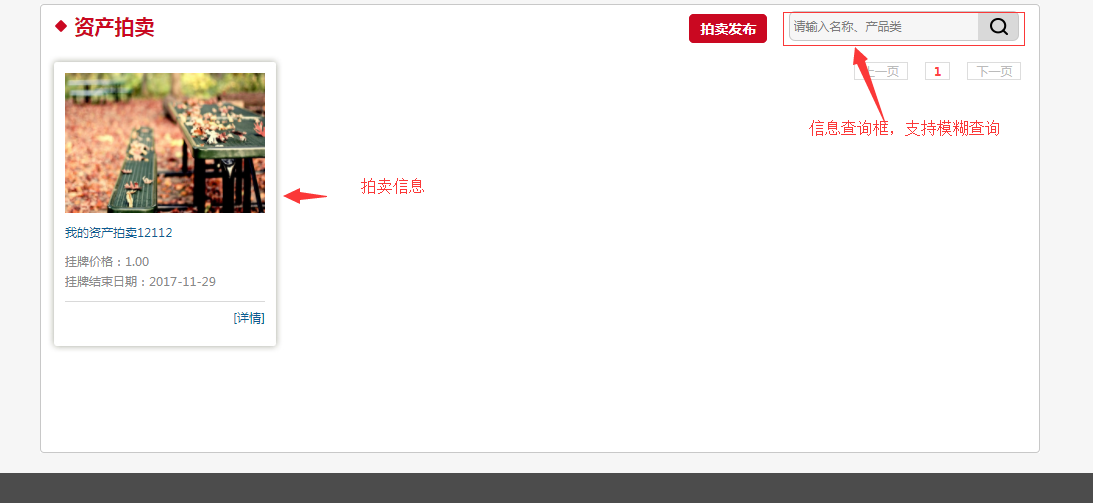 资产拍卖
拍卖发布
请输入名称、产品类
上一页 1 下一页
信息查询框，支持模糊查询
拍卖信息
我的资产拍卖12112
挂牌价格：1.00
挂牌结束日期：2017-11-29
[详情]